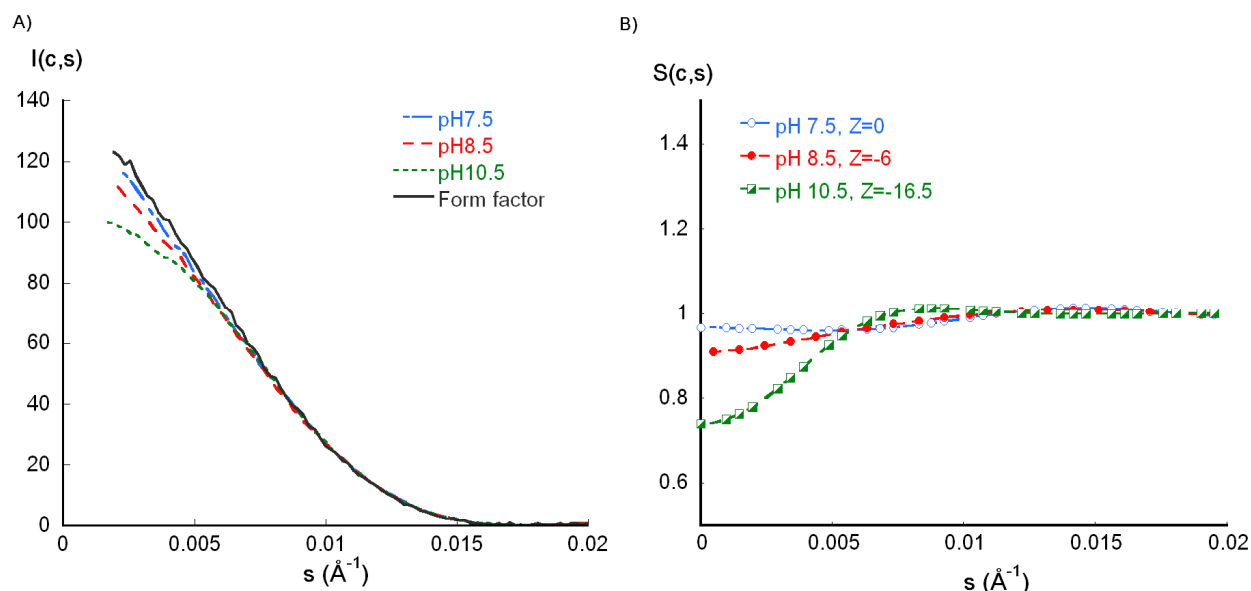 A)
I(c,s)
140
120
100
80
60
40
20
0
pH7.5
pH8.5
pH10.5
Form factor
0
0.005
0.01
0.015
0.02
s (Å⁻¹)
B)
S(c,s)
1.4
1.2
1
0.8
0.6
pH 7.5, Z=0
pH 8.5, Z=-6
pH 10.5, Z=-16.5
0
0.005
0.01
0.015
0.02
s (Å⁻¹)